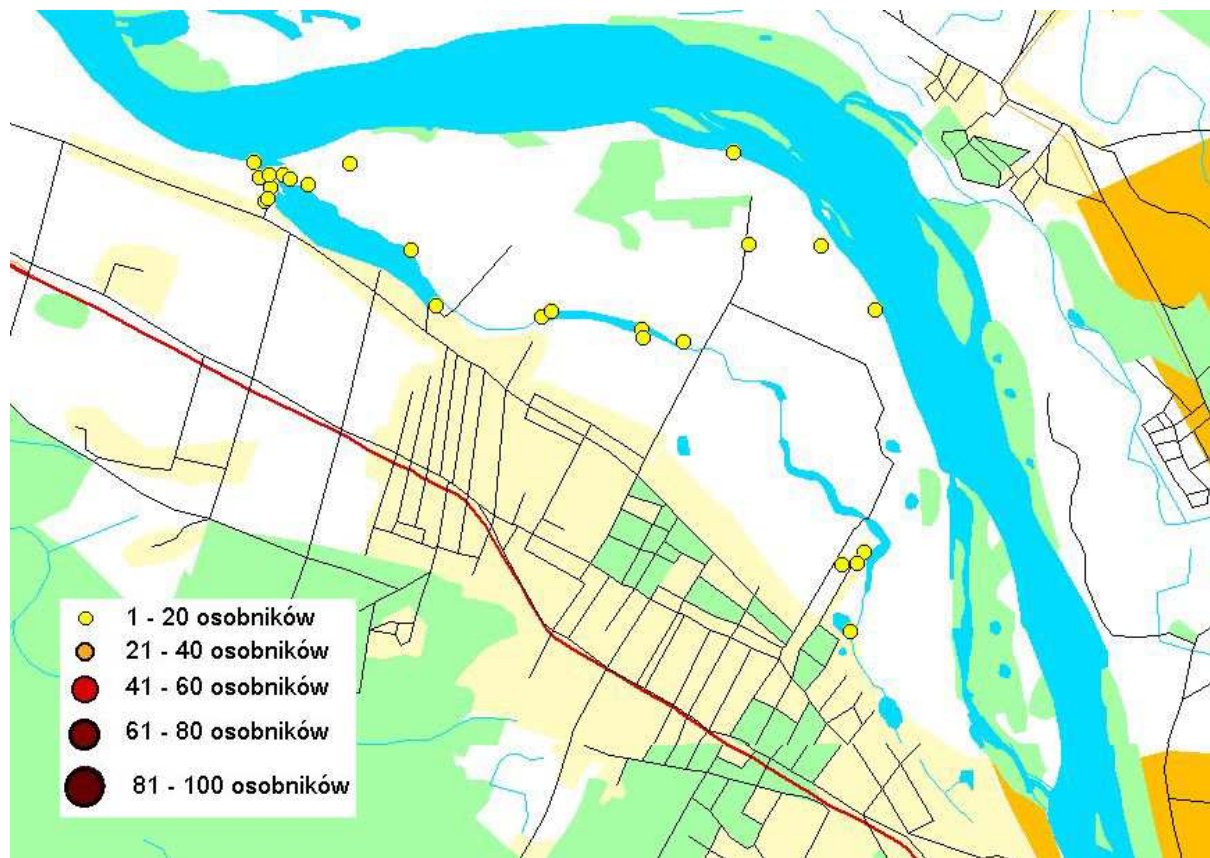 1 - 20 osobników
21 - 40 osobników
41 - 60 osobników
61 - 80 osobników
81 - 100 osobników